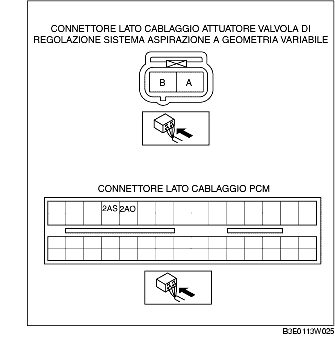 CONNETTORE LATO CABLAGGIO ATTUATORE VALVOLA DI
REGOLAZIONE SISTEMA ASPIRAZIONE A GEOMETRIA VARIABILE
B A
CONNETTORE LATO CABLAGGIO PCM
2AS 2AO
B3E0113W025